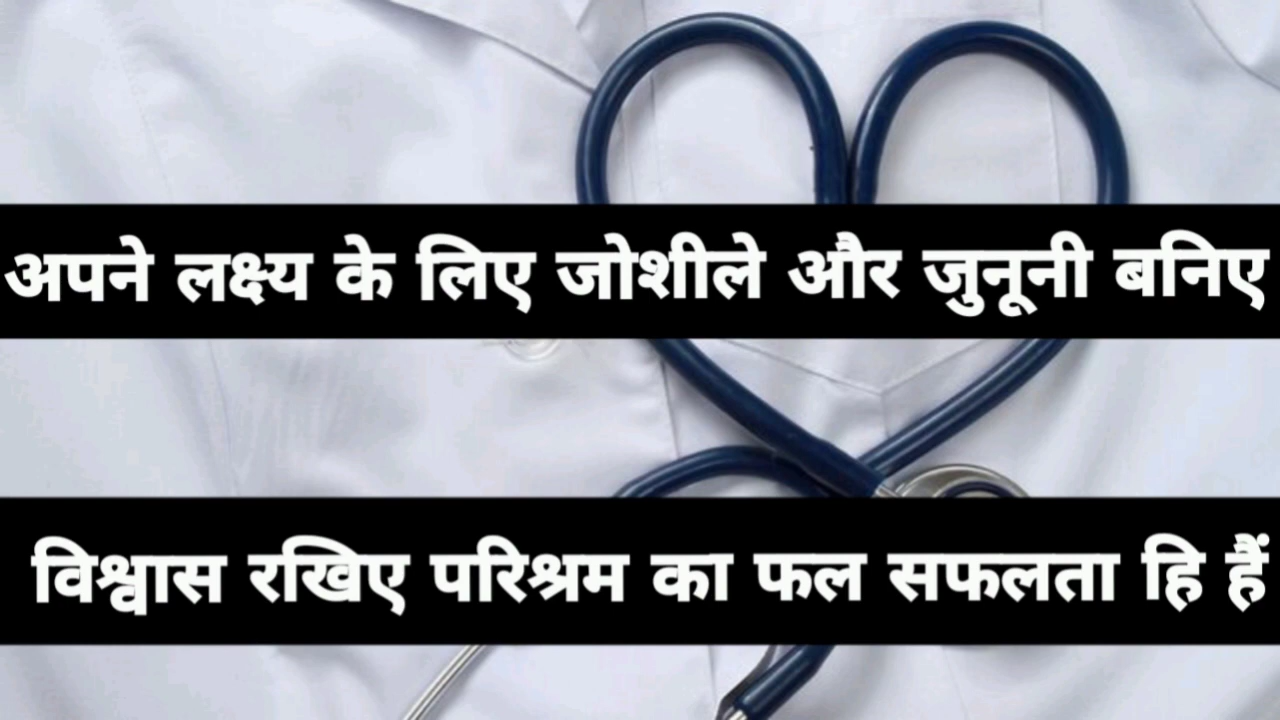 अपने लक्ष्य के लिए जोशीले और जुनूनी बनिए
विश्वास रखिए परिश्रम का फल सफलता हि हैं